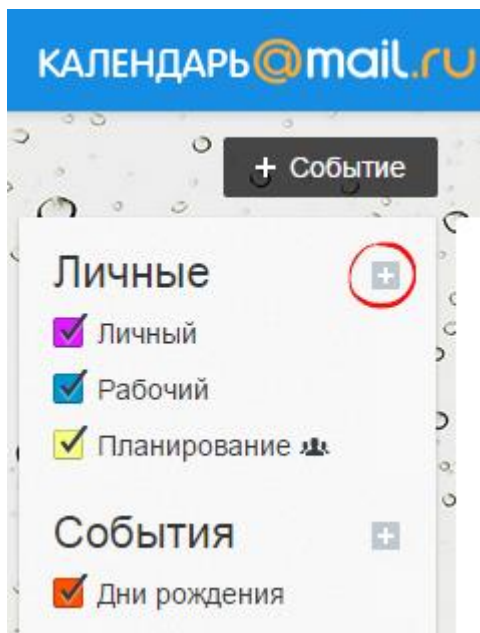 КАЛЕНДАРЬ@mail.ru
+ Событие
Личные
Личный
Рабочий
Планирование
События
Дни рождения